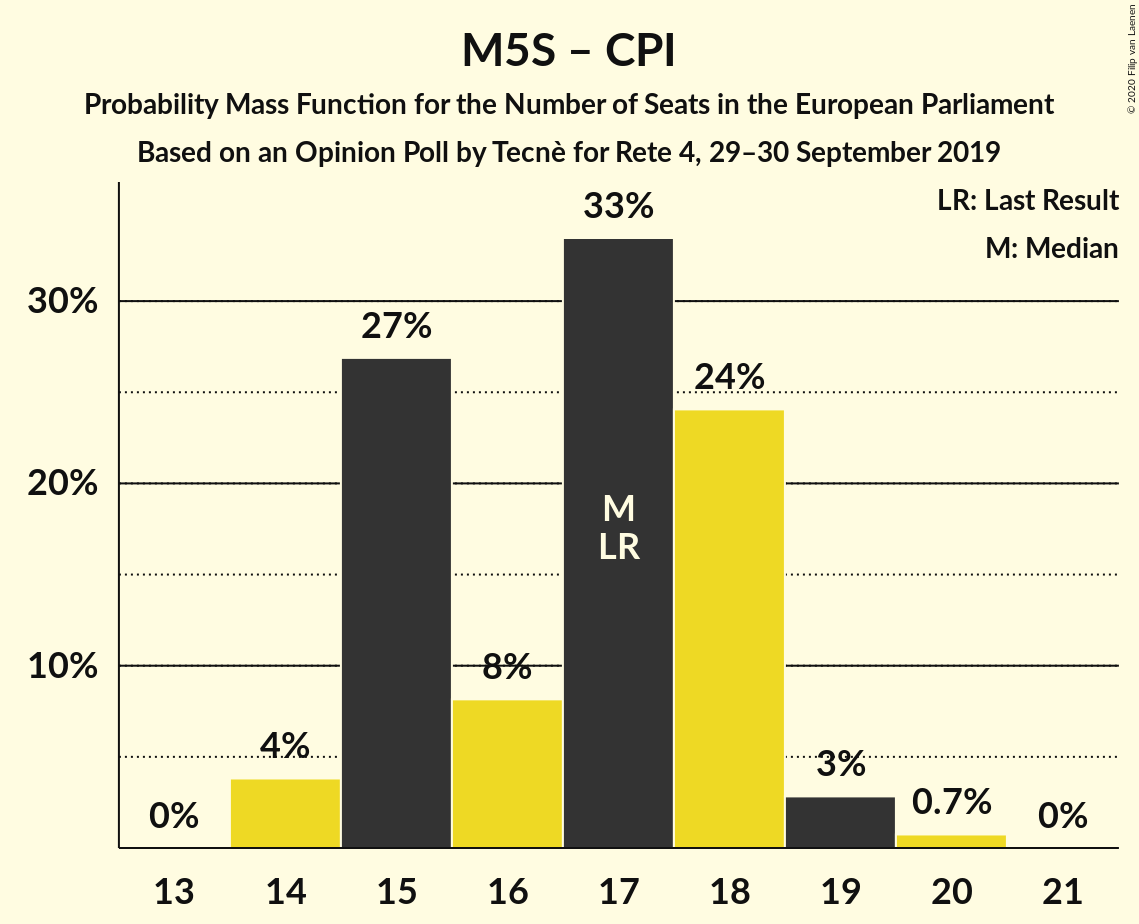 M5S – CPI
Probability Mass Function for the Number of Seats in the European Parliament
Based on an Opinion Poll by Tecnè for Rete 4, 29–30 September 2019
© 2020 Filip van Laenen
LR: Last Result
M: Median
30%
20%
10%
0%
4%
27%
8%
33%
24%
3%
0.7%
0%
M
LR
13 14 15 16 17 18 19 20 21